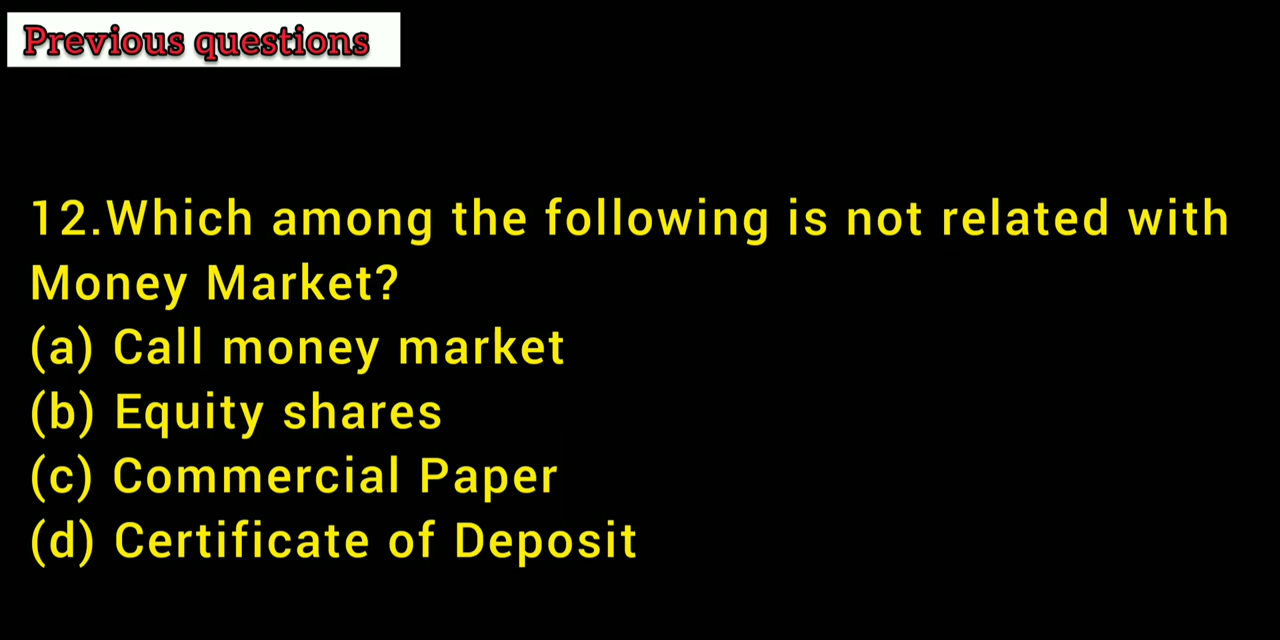 Previous questions
12.Which among the following is not related with
Money Market?
(a) Call money market
(b) Equity shares
(c) Commercial Paper
(d) Certificate of Deposit